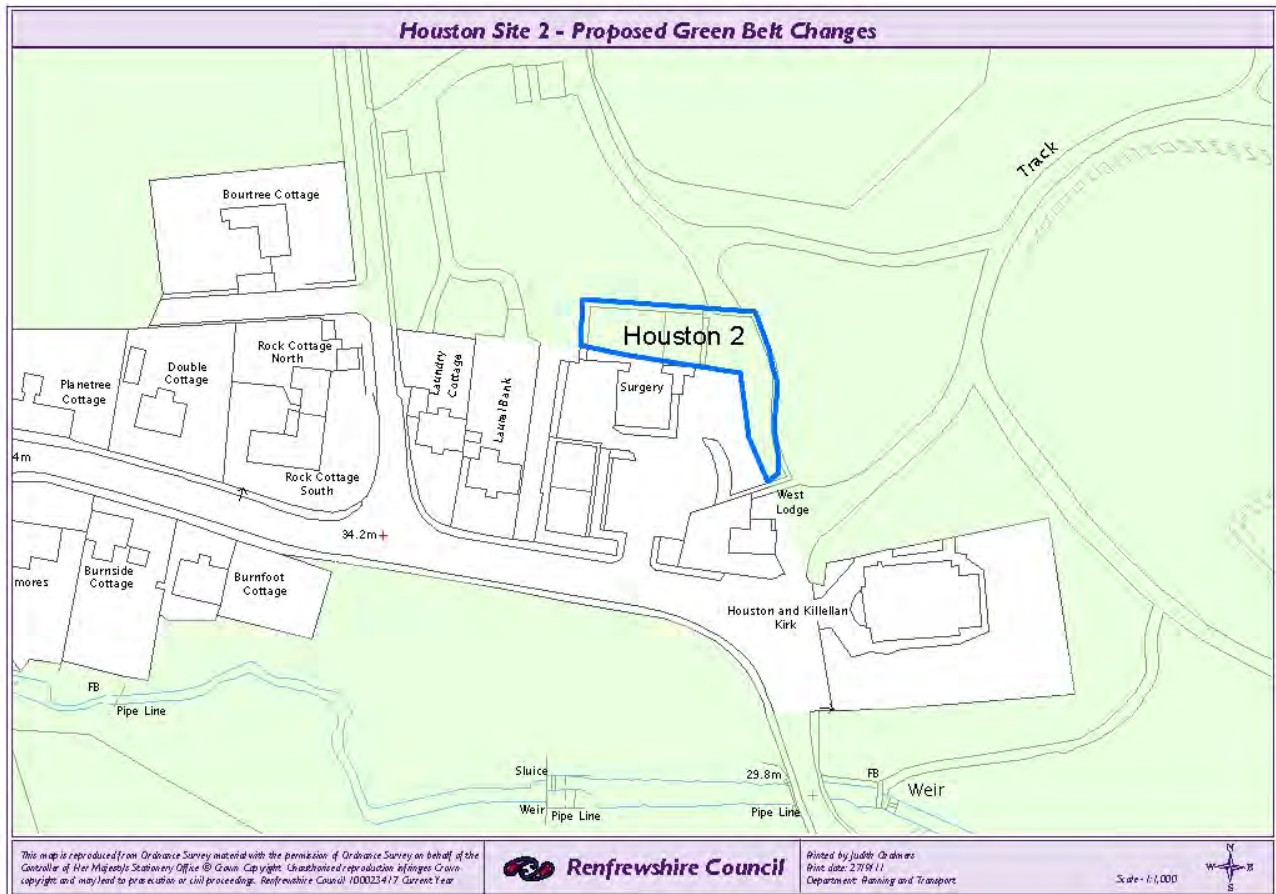 Houston Site 2 - Proposed Green Belt Changes
Track
Bourtree Cottage
Houston 2
Rock Cottage
North
Double
Cottage
Planetree
Cottage
Laundry
Cottage
Laural Bank
Surgery
4m
Rock Cottage
South
West
Lodge
34.2m
mores
Burnside
Cottage
Burnfoot
Cottage
Houston and Killellan
Kirk
FB
Pipe Line
Sluice
29.8m
FB
Weir
Weir
Pipe Line
Pipe Line
This map is reproduced from Ordnance Survey material with the permission of Ordnance Survey on behalf of the
Controller of Her Majesty's Stationery Office © Crown Copyright. Unauthorised reproduction infringes Crown
copyright and may lead to prosecution or civil proceedings. Renfrewshire Council 100023417 Current Year
Renfrewshire Council
Printed by Judith Chalmers
Print date: 27/9/11
Department: Planning and Transport
Scale - 1:1,000
N
W
E
S